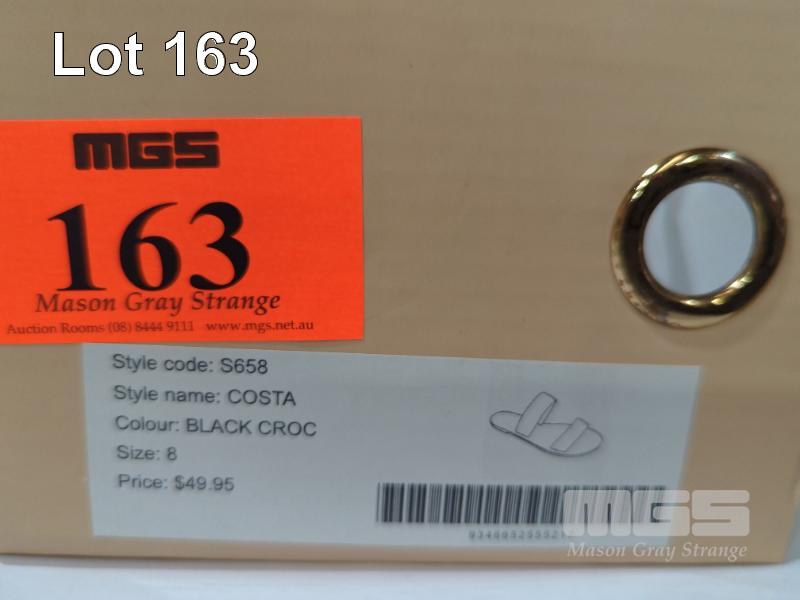 Lot 163
MGS
163
Mason Gray Strange
Auction Rooms (08) 8444 9111 www.mgs.net.au
Style code: S658
Style name: COSTA
Colour: BLACK CROC
Size: 8
Price: $49.95
MGS
Mason Gray Strange